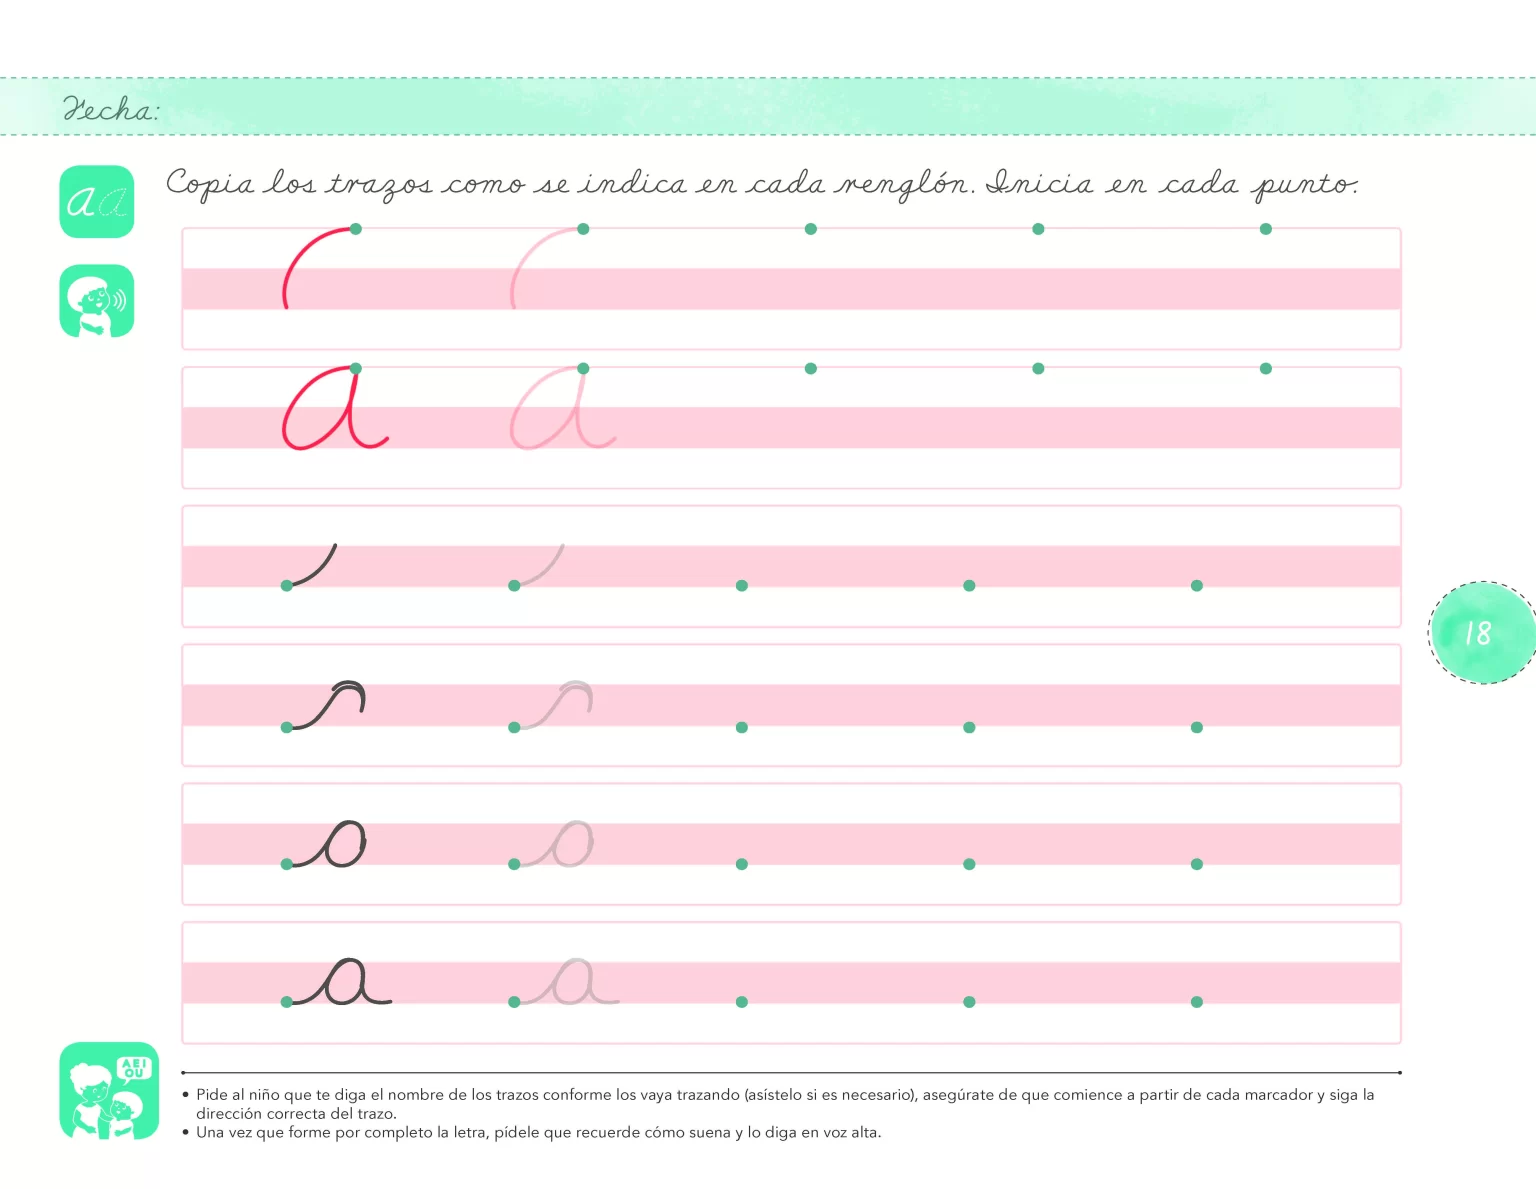 Fecha:
a a
Copia los trazos como se indica en cada renglón. Inicia en cada punto.
a a
18
a a
AEI
OU
• Pide al niño que te diga el nombre de los trazos conforme los vaya trazando (asístelo si es necesario), asegúrate de que comience a partir de cada marcador y siga la
dirección correcta del trazo.
• Una vez que forme por completo la letra, pídele que recuerde cómo suena y lo diga en voz alta.